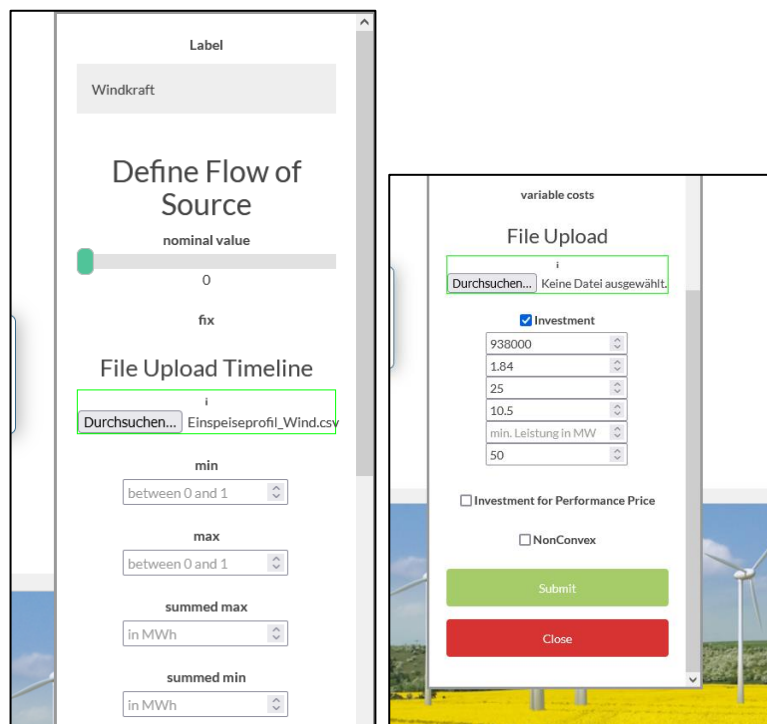 Label
Windkraft
Define Flow of
Source
nominal value
0
fix
File Upload Timeline
i
Durchsuchen... Einspeiseprofil_Wind.csv
min
between 0 and 1
max
between 0 and 1
summed max
in MWh
summed min
in MWh
variable costs
File Upload
i
Durchsuchen... Keine Datei ausgewählt.
Investment
938000
1.84
25
10.5
min. Leistung in MW
50
Investment for Performance Price
NonConvex
Submit
Close